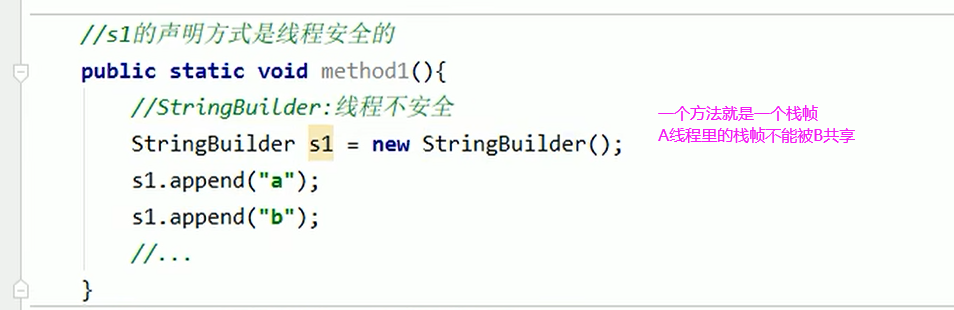 //s1的声明方式是线程安全的
public static void method1(){
//StringBuilder:线程不安全
一个方法就是一个栈帧
StringBuilder s1 = new StringBuilder();
A线程里的栈帧不能被B共享
s1.append("a");
s1.append("b");
//...
}